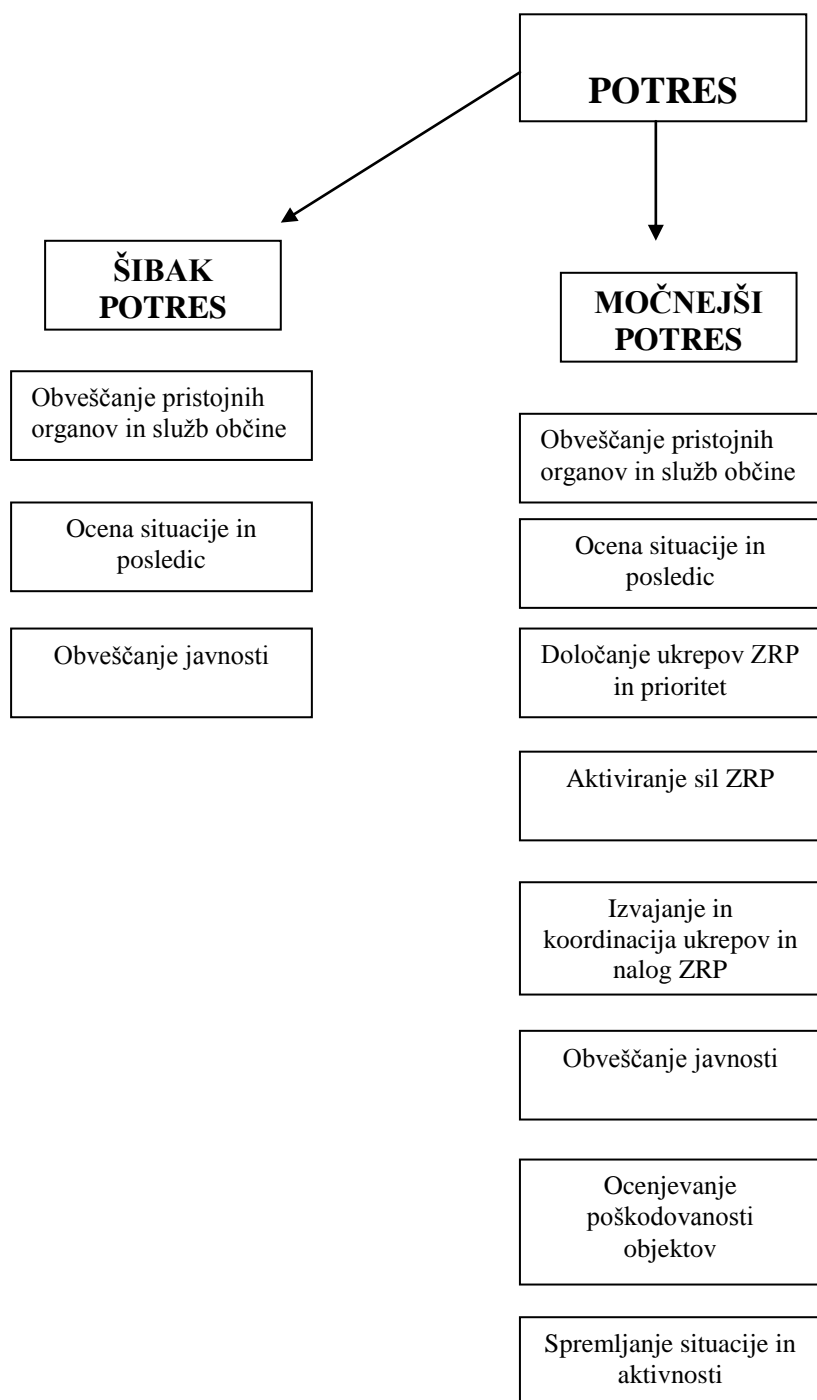 POTRES
ŠIBAK
POTRES
Obveščanje pristojnih
organov in služb občine
Ocena situacije in
posledic
Obveščanje javnosti
MOČNEJŠI
POTRES
Obveščanje pristojnih
organov in služb občine
Ocena situacije in
posledic
Določanje ukrepov ZRP
in prioritet
Aktiviranje sil ZRP
Izvajanje in
koordinacija ukrepov in
nalog ZRP
Obveščanje javnosti
Ocenjevanje
poškodovanosti
objektov
Spremljanje situacije in
aktivnosti